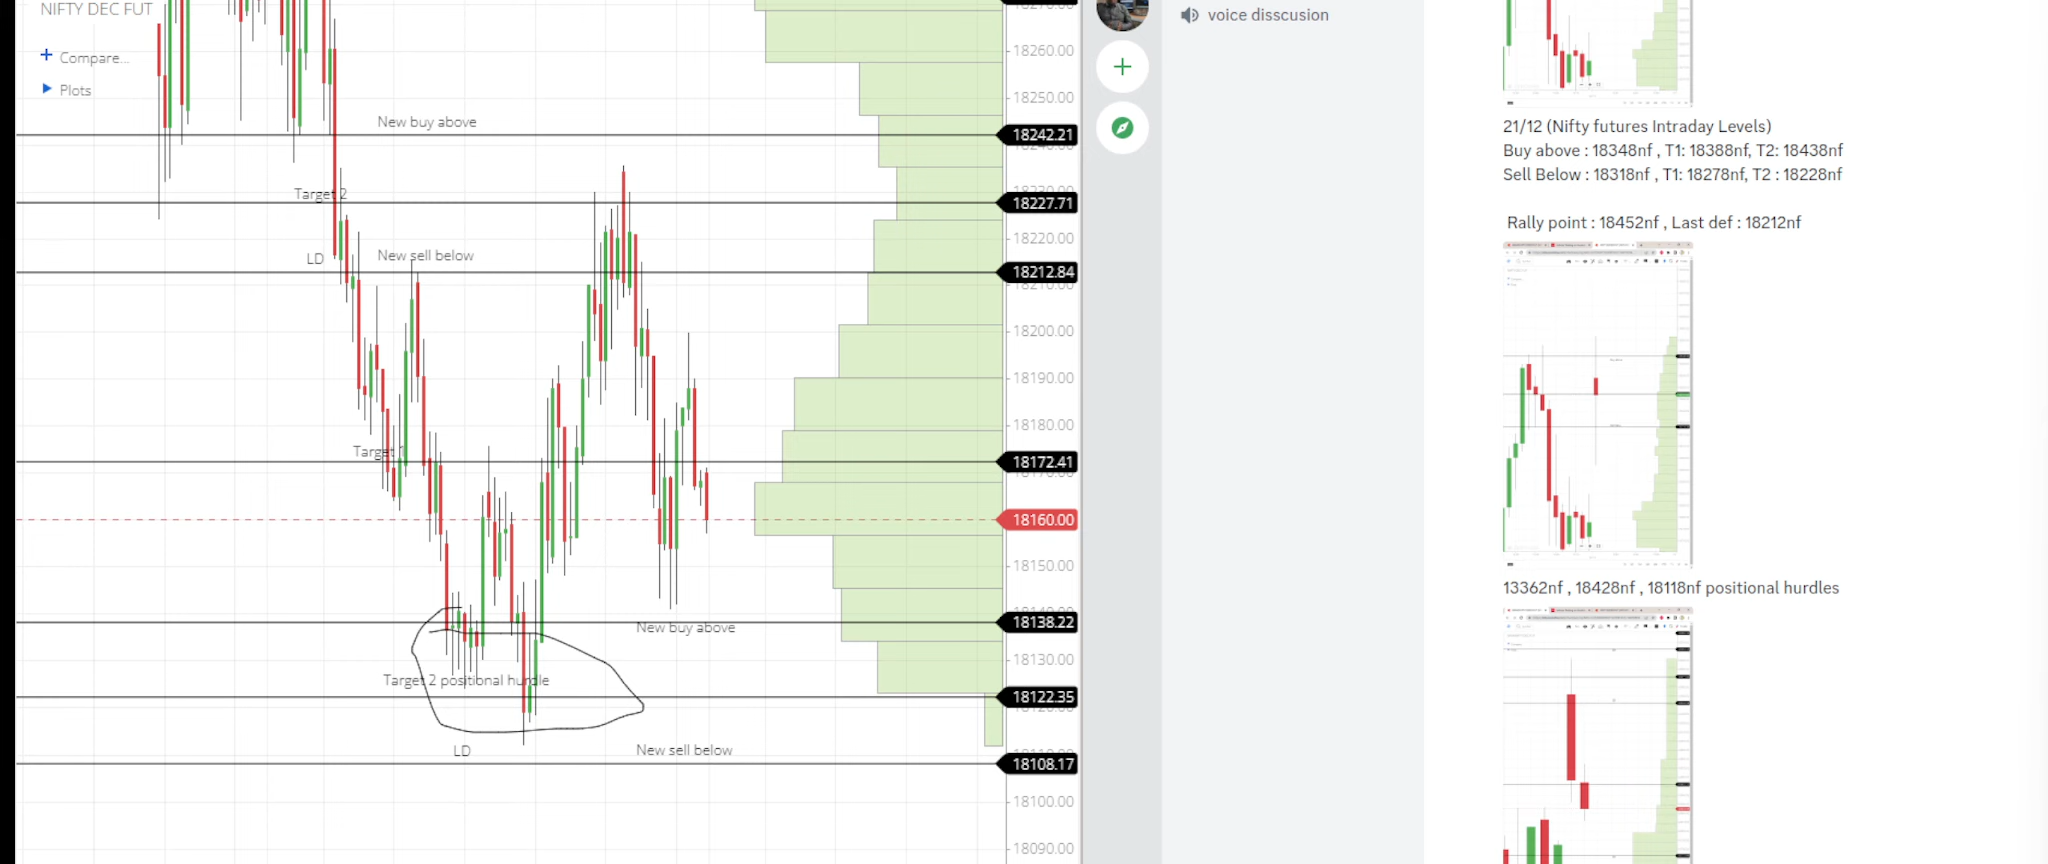 NIFTY DEC FUT
Compare...
Plots
New buy above
Target 2
LD
New sell below
Target 1
New buy above
Target 2 positional hurdle
LD
New sell below
18260.00
18250.00
18242.21
18227.71
18220.00
18212.84
18200.00
18190.00
18180.00
18172.41
18160.00
18150.00
18138.22
18130.00
18122.35
18108.17
18100.00
18090.00
voice disscusion
21/12 (Nifty futures Intraday Levels)
Buy above : 18348nf , T1: 18388nf, T2: 18438nf
Sell Below : 18318nf , T1: 18278nf, T2 : 18228nf
Rally point : 18452nf , Last def : 18212nf
13362nf , 18428nf , 18118nf positional hurdles